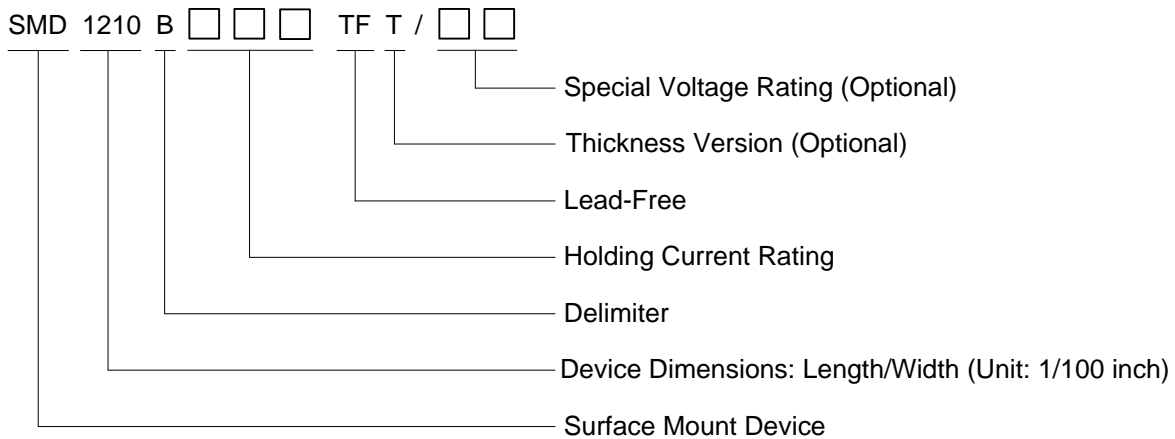 SMD 1210 B □ □ □ TF T / □ □
Special Voltage Rating (Optional)
Thickness Version (Optional)
Lead-Free
Holding Current Rating
Delimiter
Device Dimensions: Length/Width (Unit: 1/100 inch)
Surface Mount Device